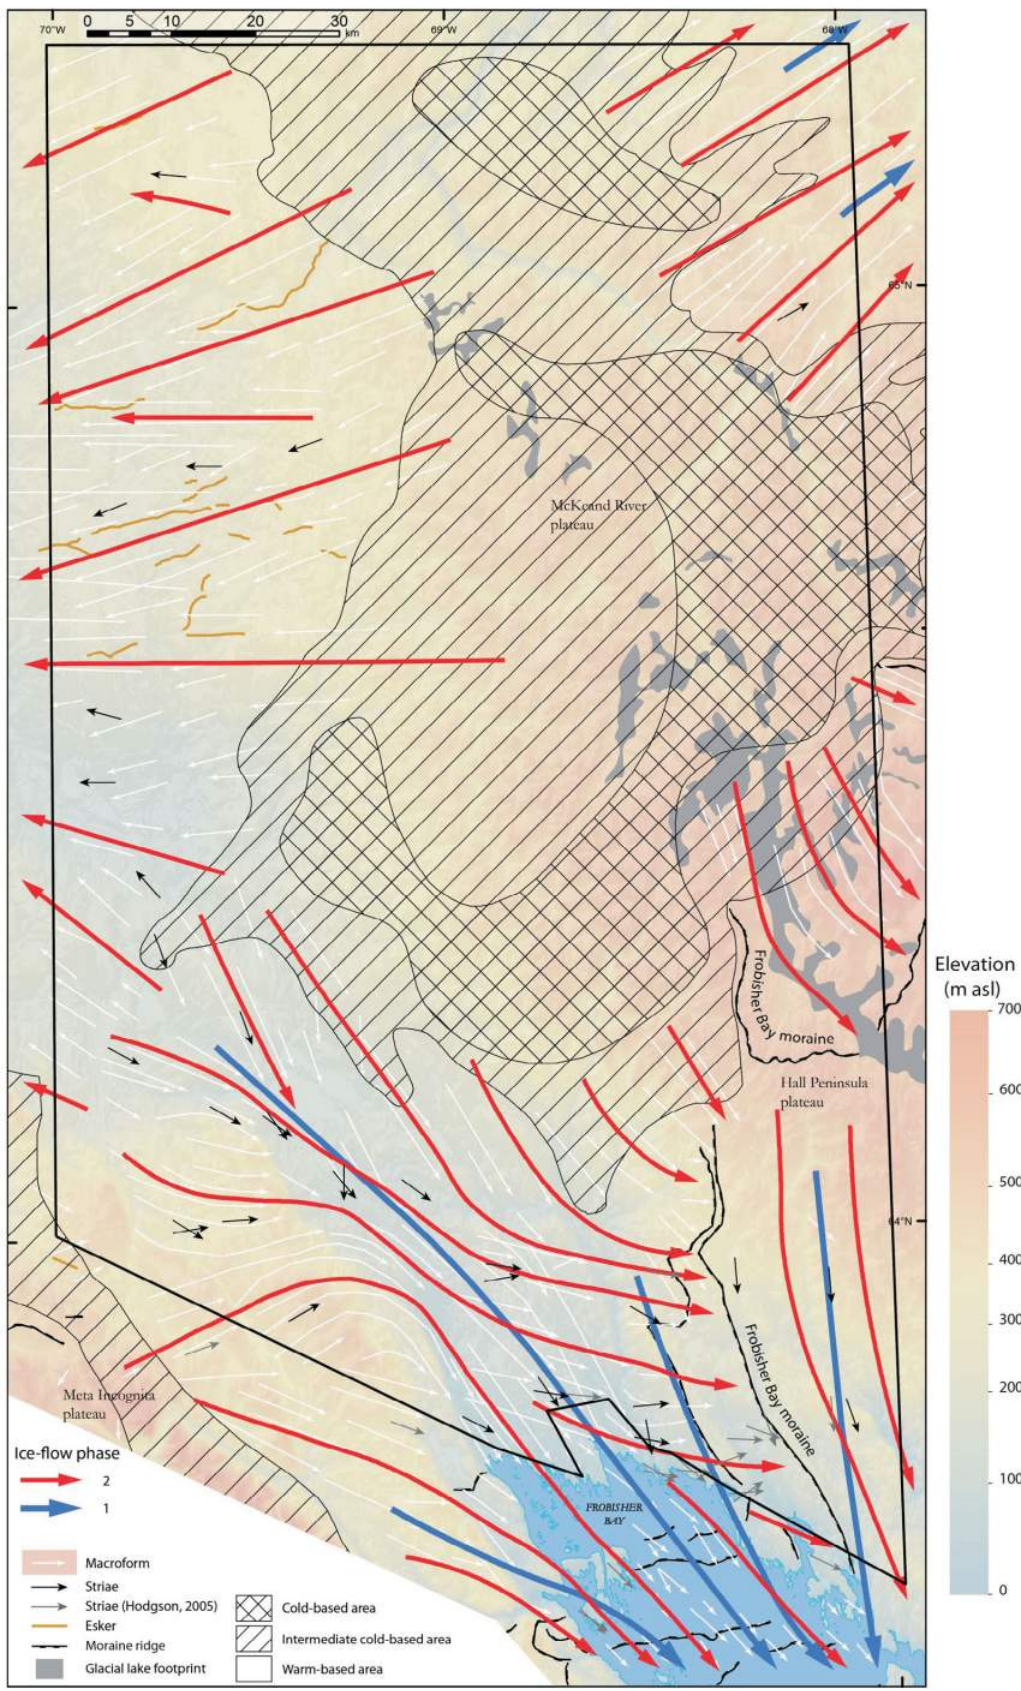 70°W
0 5 10 20 30
km
69°W
68°W
65°N
McKeand River
plateau
Frobisher Bay moraine
Hall Peninsula
plateau
64°N
Frobisher Bay moraine
Meta Incognita
plateau
FROBISHER
BAY
Ice-flow phase
2
1
Macroform
Striae
Striae (Hodgson, 2005)
Esker
Moraine ridge
Glacial lake footprint
Cold-based area
Intermediate cold-based area
Warm-based area
Elevation
(m asl)
700
600
500
400
300
200
100
0